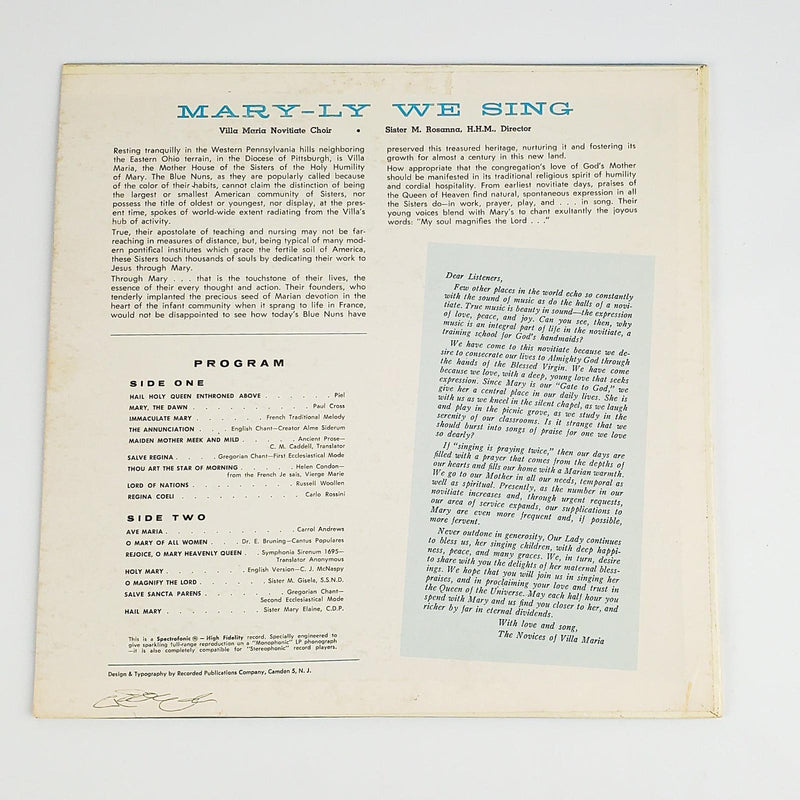 MARY-LY WE SING
Villa Maria Novitiate Choir • Sister M. Rosanna, H.H.M., Director
Resting tranquilly in the Western Pennsylvania hills neighboring
the Eastern Ohio terrain, in the Diocese of Pittsburgh, is Villa
Maria, the Mother House of the Sisters of the Holy Humility
of Mary. The Blue Nuns, as they are popularly called because
of the color of their habits, cannot claim the distinction of being
the largest or smallest American community of Sisters, nor
possess the title of oldest or youngest, nor display, at the pres-
ent time, spokes of world-wide extent radiating from the Villa's
hub of activity.
True, their apostolate of teaching and nursing may not be far-
reaching in measures of distance, but, being typical of many mod-
ern pontifical institutes which grace the fertile soil of America,
these Sisters touch thousands of souls by dedicating their work to
Jesus through Mary.
Through Mary . . . that is the touchstone of their lives, the
essence of their every thought and action. Their founders, who
tenderly implanted the precious seed of Marian devotion in the
heart of the infant community when it sprang to life in France,
would not be disappointed to see how today's Blue Nuns have
preserved this treasured heritage, nurturing it and fostering its
growth for almost a century in this new land.
How appropriate that the congregation's love of God's Mother
should be manifested in its traditional religious spirit of humility
and cordial hospitality. From earliest novitiate days, praises of
the Queen of Heaven find natural, spontaneous expression in all
the Sisters do—in work, prayer, play, and . . . in song. Their
young voices blend with Mary's to chant exultantly the joyous
words: "My soul magnifies the Lord . . ."
PROGRAM
SIDE ONE
HAIL HOLY QUEEN ENTHRONED ABOVE . . . . . . . Piel
MARY, THE DAWN . . . . . . . . . . . Paul Cross
IMMACULATE MARY . . . . . . . French Traditional Melody
THE ANNUNCIATION . . . . English Chant—Creator Alme Siderum
MAIDEN MOTHER MEEK AND MILD . . . . . Ancient Prose—
C. M. Caddell, Translator
SALVE REGINA . . . . . Gregorian Chant—First Ecclesiastical Mode
THOU ART THE STAR OF MORNING . . . . . Helen Condon—
from the French Je sais, Vierge Marie
LORD OF NATIONS . . . . . . . . . . Russell Woollen
REGINA COELI . . . . . . . . . . . . Carlo Rossini
SIDE TWO
AVE MARIA . . . . . . . . . . . . Carrol Andrews
O MARY OF ALL WOMEN . . . . Dr. E. Bruning—Cantus Populares
REJOICE, O MARY HEAVENLY QUEEN . . Symphonia Sirenum 1695—
Translator Anonymous
HOLY MARY . . . . . . . English Version—C. J. McNaspy
O MAGNIFY THE LORD . . . . . . Sister M. Gisela, S.S.N.D.
SALVE SANCTA PARENS . . . . . . . Gregorian Chant—
Second Ecclesiastical Mode
HAIL MARY . . . . . . . . . Sister Mary Elaine, C.D.P.
This is a Spectrofonic ® — High Fidelity record. Specially engineered to
give sparkling full-range reproduction on a "Monophonic" LP phonograph
—it is also completely compatible for "Stereophonic" record players.
Design & Typography by Recorded Publications Company, Camden 5, N. J.
Dear Listeners,
Few other places in the world echo so constantly
with the sound of music as do the halls of a novi-
tiate. True music is beauty in sound—the expression
of love, peace, and joy. Can you see, then, why
music is an integral part of life in the novitiate, a
training school for God's handmaids?
We have come to this novitiate because we de-
sire to consecrate our lives to Almighty God through
the hands of the Blessed Virgin. We have come
because we love, with a deep, young love that seeks
expression. Since Mary is our "Gate to God," we
give her a central place in our daily lives. She is
with us as we kneel in the silent chapel, as we laugh
and play in the picnic grove, as we study in the
serenity of our classrooms. Is it strange that we
should burst into songs of praise for one we love
so dearly?
If "singing is praying twice," then our days are
filled with a prayer that comes from the depths of
our hearts and fills our home with a Marian warmth.
We go to our Mother in all our needs, temporal as
well as spiritual. Presently, as the number in our
novitiate increases and, through urgent requests,
our area of service expands, our supplications to
Mary are even more frequent and, if possible,
more fervent.
Never outdone in generosity, Our Lady continues
to bless us, her singing children, with deep happi-
ness, peace, and many graces. We, in turn, desire
to share with you the delights of her maternal bless-
ings. We hope that you will join us in singing her
praises, and in proclaiming your love and trust in
the Queen of the Universe. May each half hour you
spend with Mary and us find you closer to her, and
richer by far in eternal dividends.
With love and song,
The Novices of Villa Maria